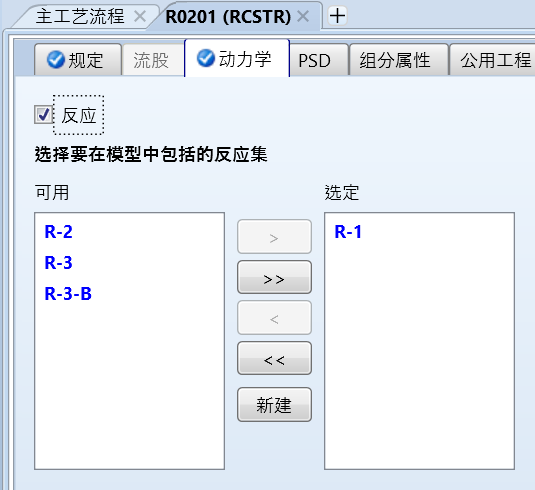 主工艺流程 × R0201 (RCSTR) × +
规定 流股 动力学 PSD 组分属性 公用工程
反应
选择要在模型中包括的反应集
可用 选定
R-2 R-1
R-3
R-3-B
>
>>
<
<<
新建